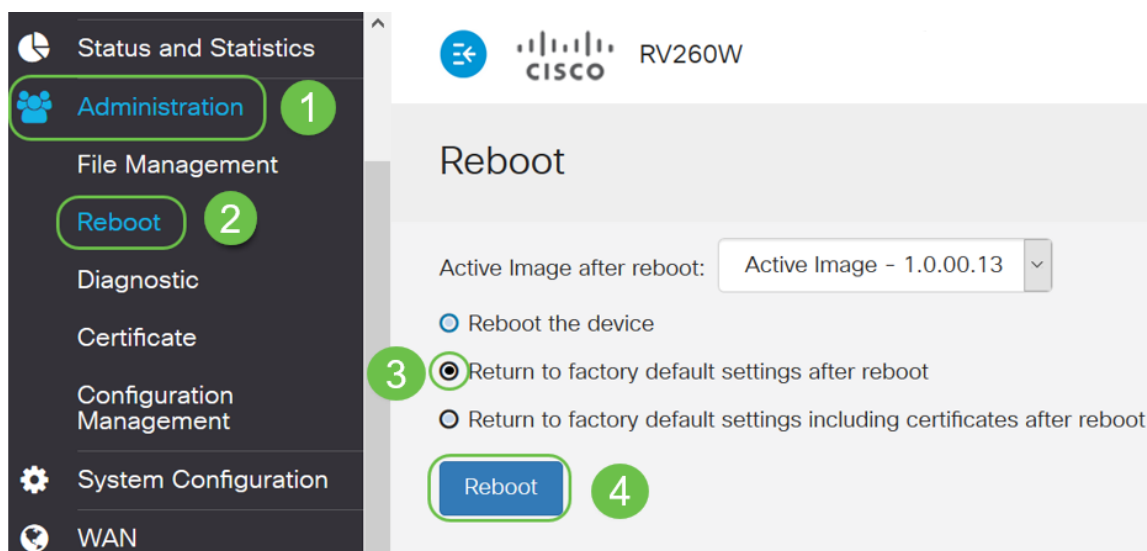 Status and Statistics
Administration
1
File Management
Reboot
2
Diagnostic
Certificate
Configuration
Management
System Configuration
WAN
CISCO
RV260W
Reboot
Active Image after reboot:
Active Image - 1.0.00.13
Reboot the device
3
Return to factory default settings after reboot
Return to factory default settings including certificates after reboot
Reboot
4